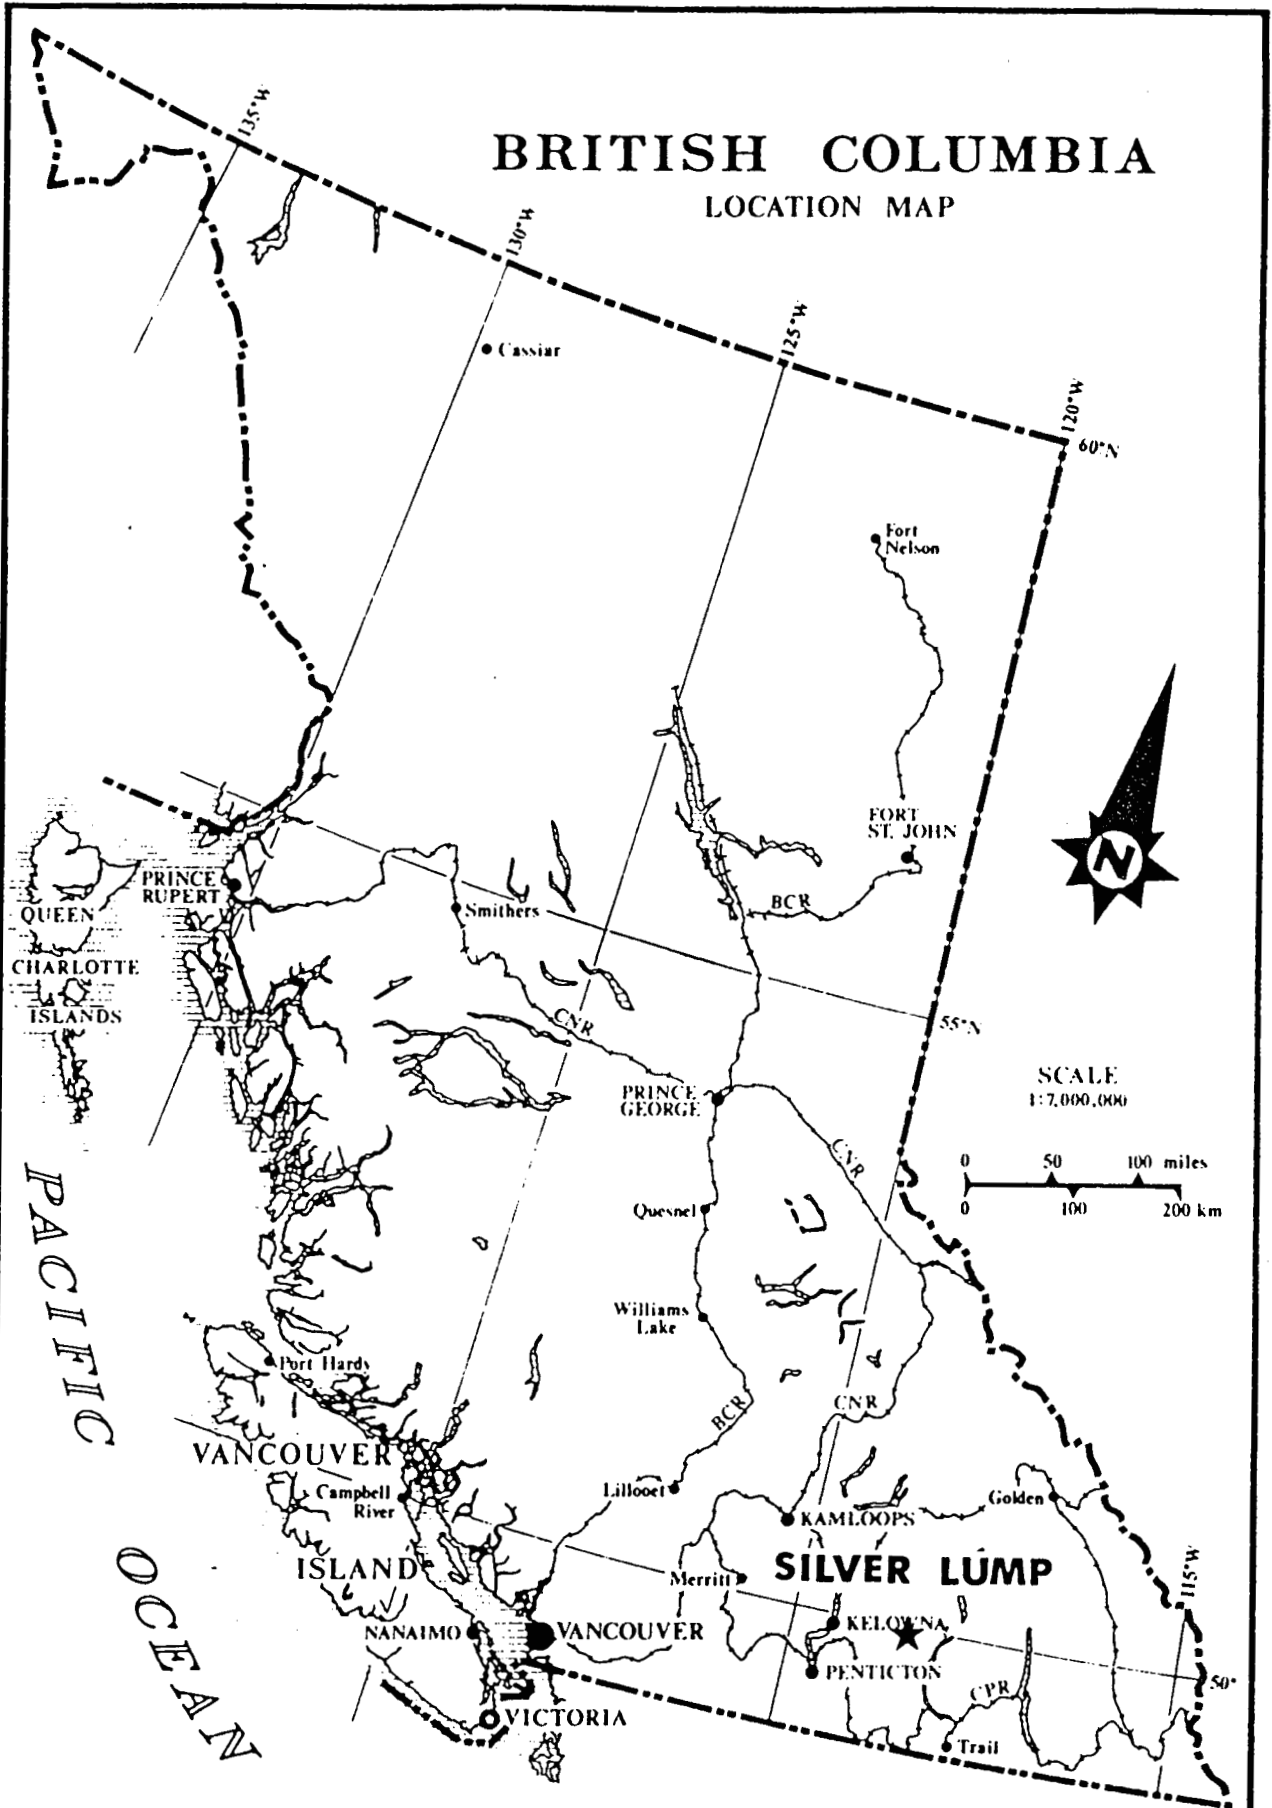 BRITISH COLUMBIA
LOCATION MAP
135°W
130°W
125°W
120°W
60°N
Cassiar
Fort
Nelson
FORT
ST. JOHN
N
BCR
PRINCE
RUPERT
Smithers
QUEEN
CHARLOTTE
ISLANDS
CNR
55°N
PRINCE
GEORGE
SCALE
1:7,000,000
0 50 100 miles
0 100 200 km
CNR
Quesnel
Williams
Lake
PACIFIC
OCEAN
Port Hardy
BCR
CNR
VANCOUVER
ISLAND
Campbell
River
Lillooet
Golden
KAMLOOPS
SILVER LUMP
Merritt
115°W
KELOWNA
NANAIMO
VANCOUVER
PENTICTON
50°
CPR
VICTORIA
Trail